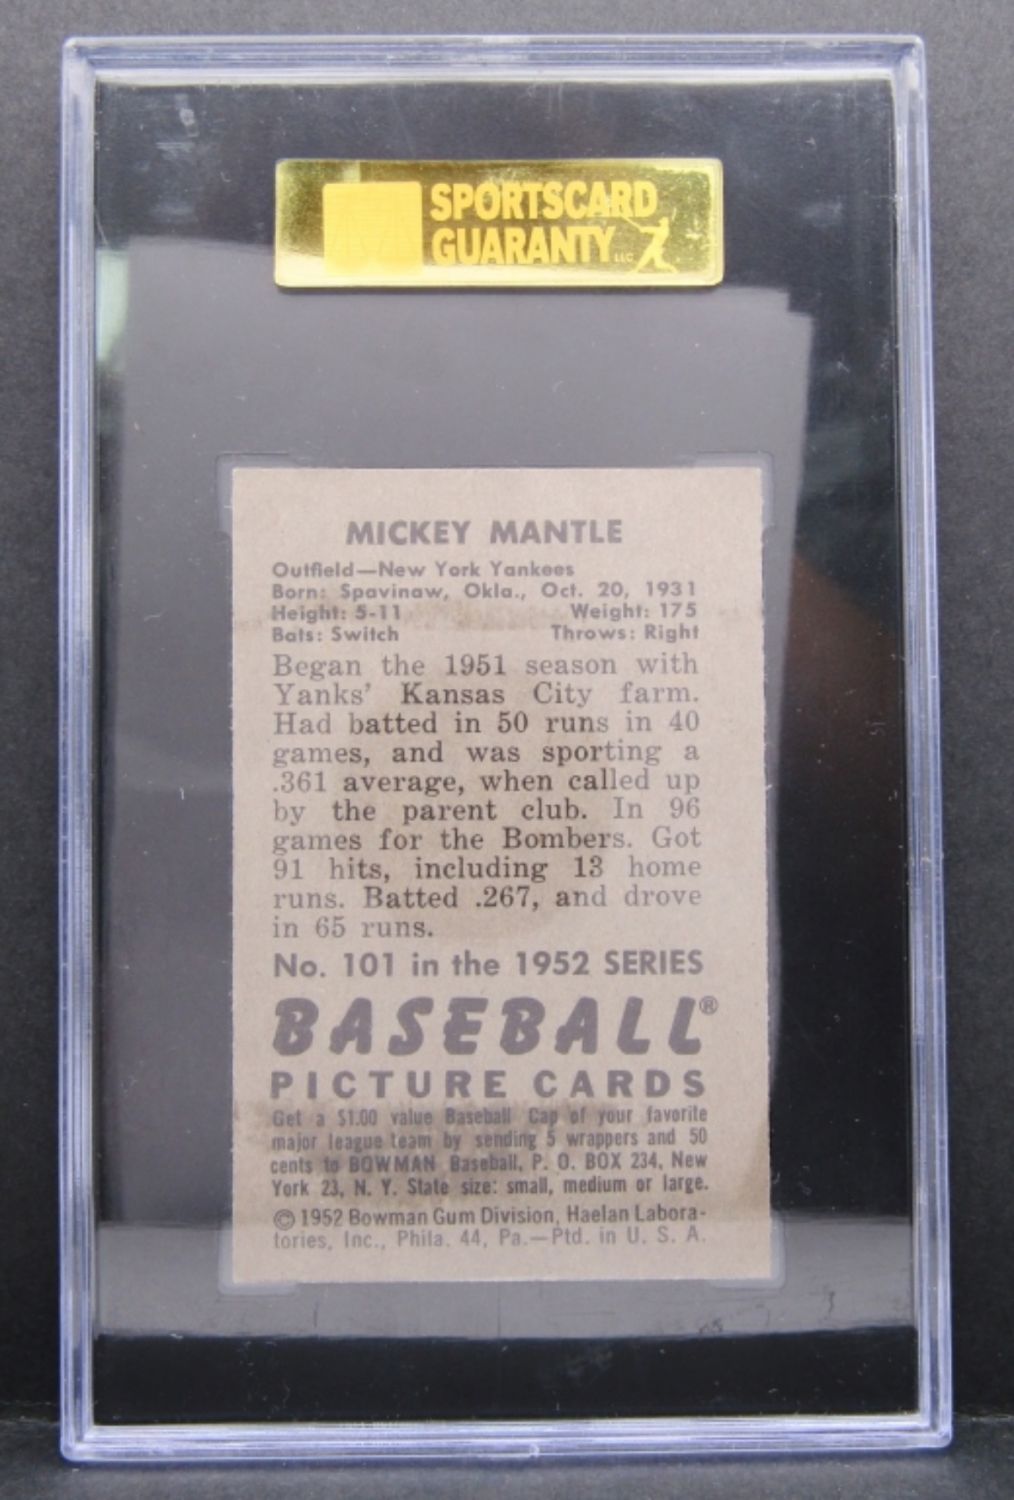 SPORTSCARD
GUARANTY LLC
MICKEY MANTLE
Outfield—New York Yankees
Born: Spavinaw, Okla., Oct. 20, 1931
Height: 5-11 Weight: 175
Bats: Switch Throws: Right
Began the 1951 season with
Yanks’ Kansas City farm.
Had batted in 50 runs in 40
games, and was sporting a
.361 average, when called up
by the parent club. In 96
games for the Bombers. Got
91 hits, including 13 home
runs. Batted .267, and drove
in 65 runs.
No. 101 in the 1952 SERIES
BASEBALL®
PICTURE CARDS
Get a $1.00 value Baseball Cap of your favorite
major league team by sending 5 wrappers and 50
cents to BOWMAN Baseball, P. O. BOX 234, New
York 23, N. Y. State size: small, medium or large.
© 1952 Bowman Gum Division, Haelan Labora-
tories, Inc., Phila. 44, Pa.—Ptd. in U. S. A.